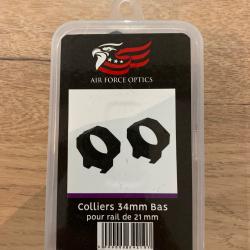 AIR FORCE OPTICS
Colliers 34mm Bas
pour rail de 21 mm